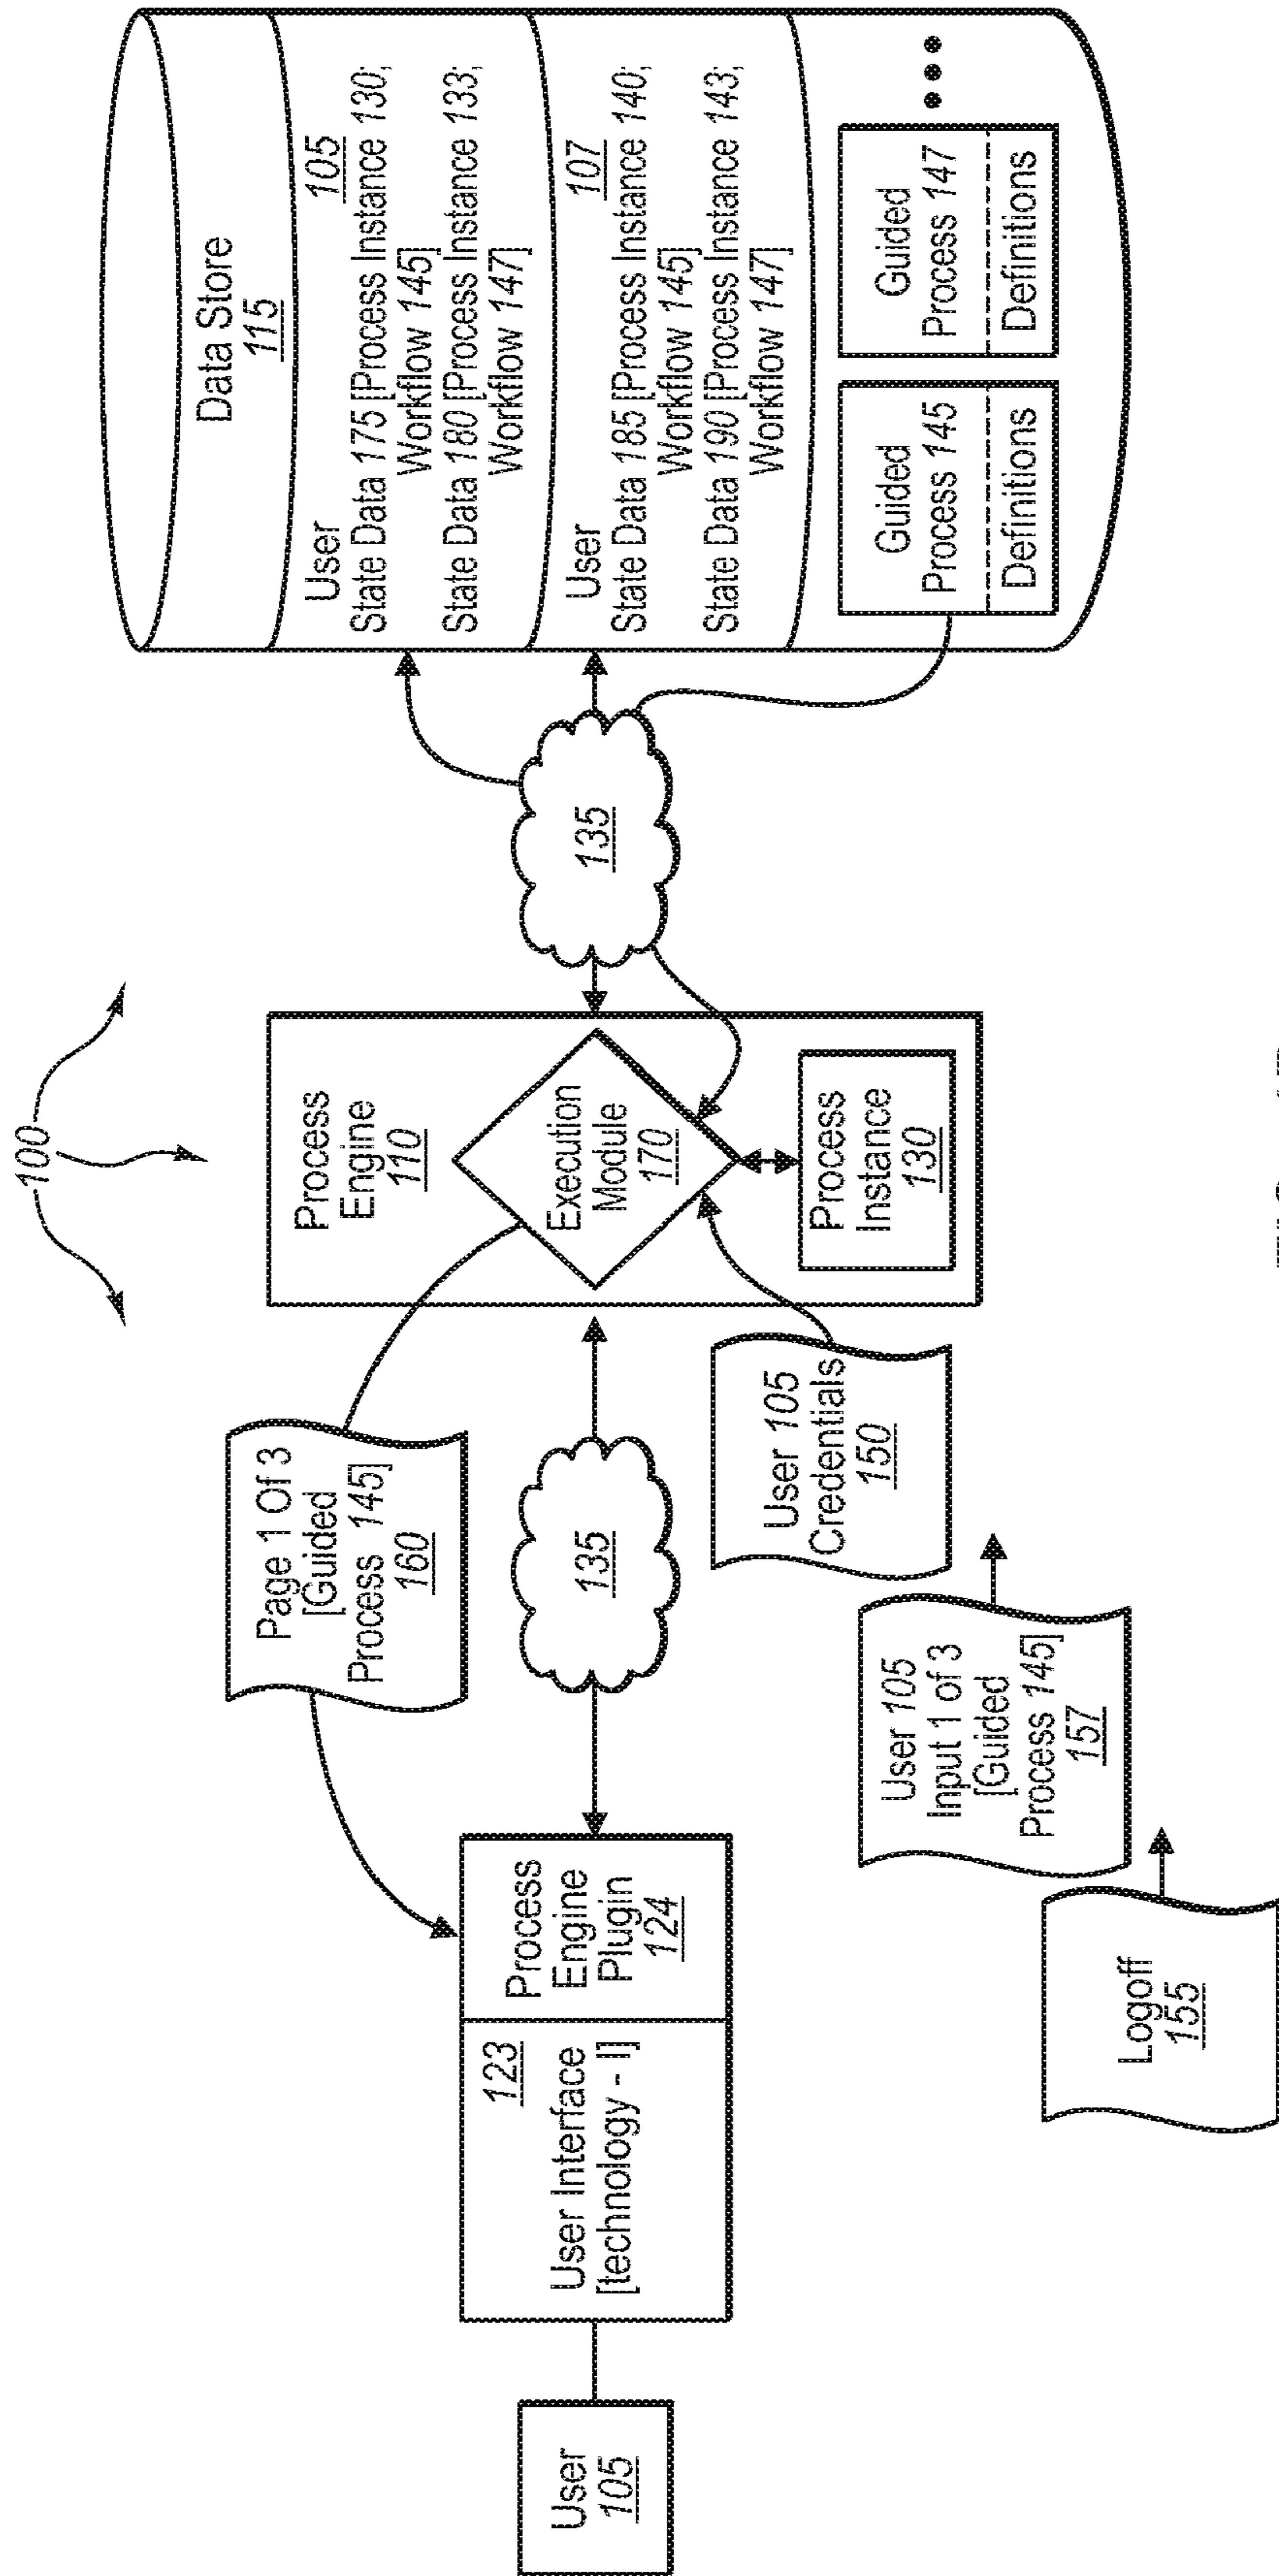 100
User
105
123
User Interface
[technology - I]
Process
Engine
Plugin
124
Page 1 Of 3
[Guided
Process 145]
160
135
Logoff
155
User 105
Input 1 of 3
[Guided
Process 145]
157
User 105
Credentials
150
Process
Engine
110
Execution
Module
170
Process
Instance
130
135
Data Store
115
User
105
State Data 175 [Process Instance 130;
Workflow 145]
State Data 180 [Process Instance 133;
Workflow 147]
User
107
State Data 185 [Process Instance 140;
Workflow 145]
State Data 190 [Process Instance 143;
Workflow 147]
Guided
Process 145
Definitions
Guided
Process 147
Definitions